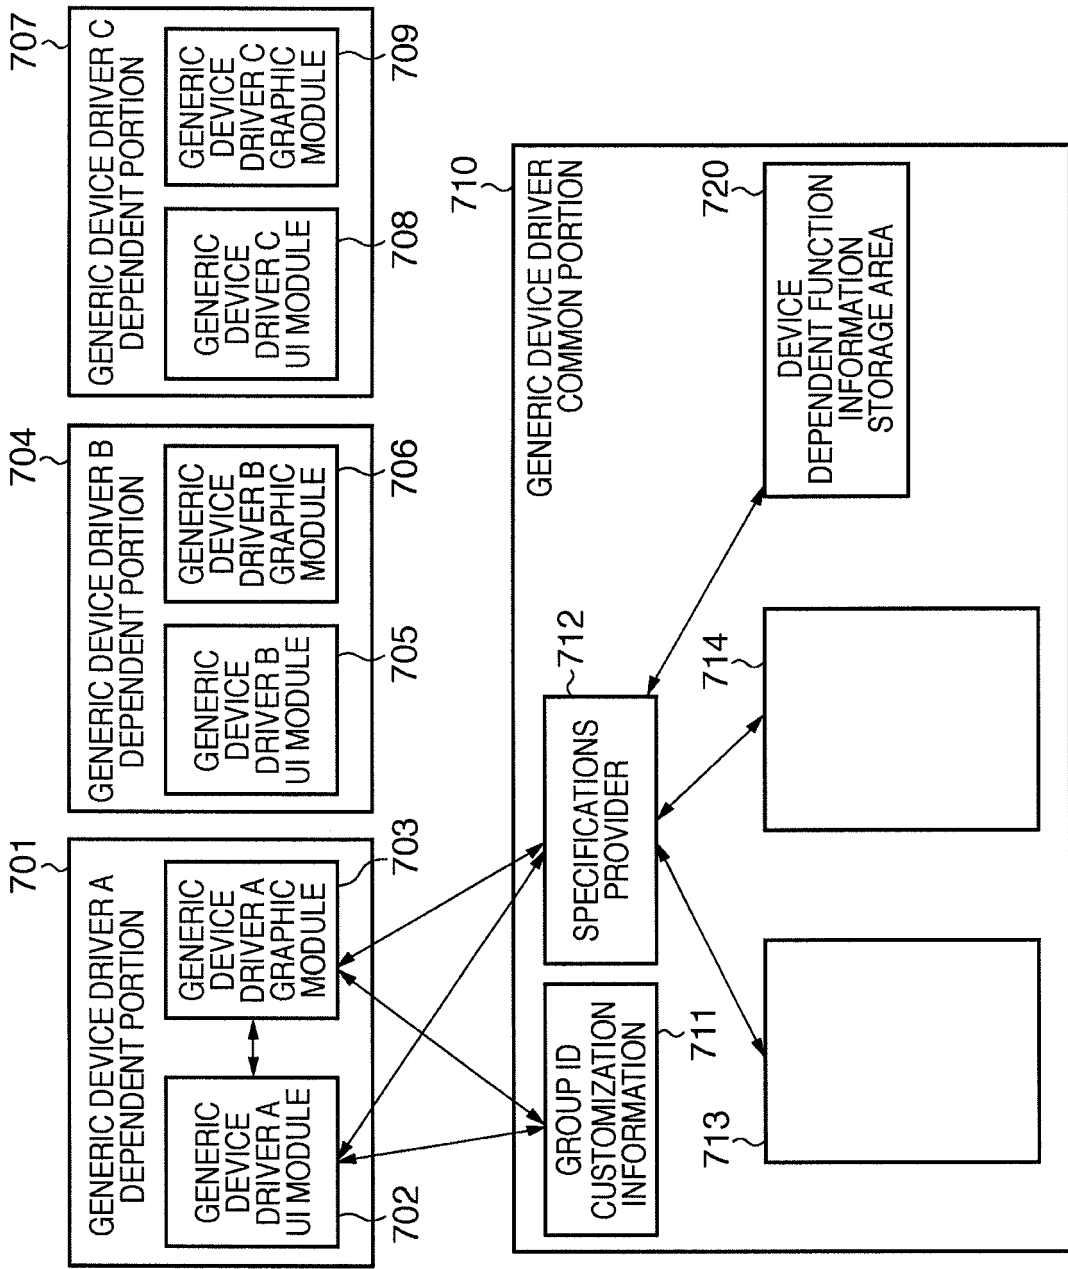 701
GENERIC DEVICE DRIVER A
DEPENDENT PORTION
GENERIC
DEVICE
DRIVER A
UI MODULE
702
GENERIC
DEVICE
DRIVER A
GRAPHIC
MODULE
703
704
GENERIC DEVICE DRIVER B
DEPENDENT PORTION
GENERIC
DEVICE
DRIVER B
UI MODULE
705
GENERIC
DEVICE
DRIVER B
GRAPHIC
MODULE
706
707
GENERIC DEVICE DRIVER C
DEPENDENT PORTION
GENERIC
DEVICE
DRIVER C
UI MODULE
708
GENERIC
DEVICE
DRIVER C
GRAPHIC
MODULE
709
710
GENERIC DEVICE DRIVER
COMMON PORTION
GROUP ID
CUSTOMIZATION
INFORMATION
711
SPECIFICATIONS
PROVIDER
712
713
714
720
DEVICE
DEPENDENT FUNCTION
INFORMATION
STORAGE AREA